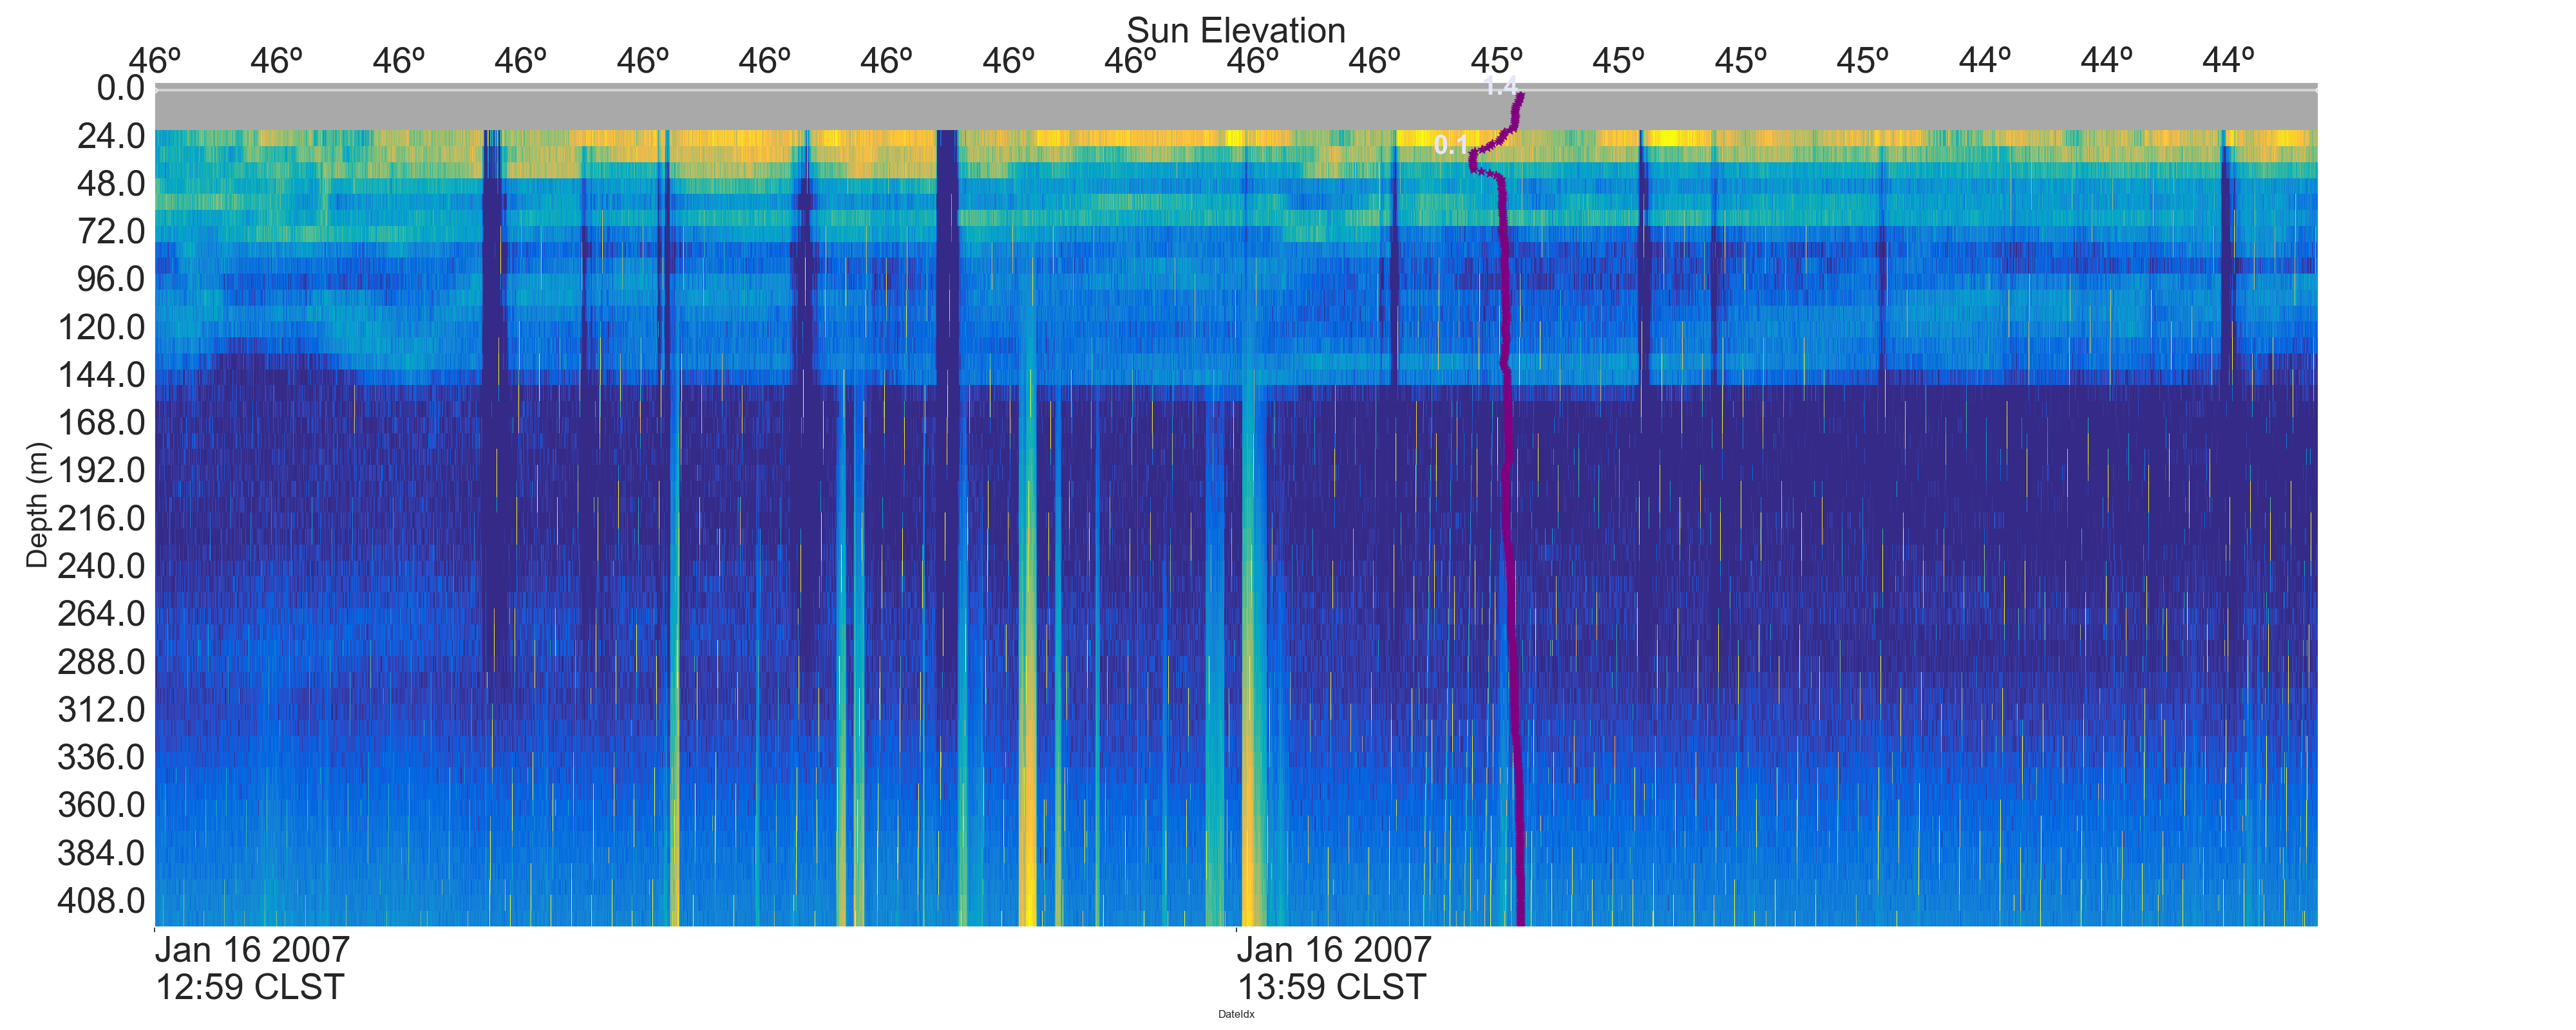 Sun Elevation
46º 46º 46º 46º 46º 46º 46º 46º 46º 46º 46º 45º 45º 45º 45º 44º 44º 44º
0.0
24.0
48.0
72.0
96.0
120.0
144.0
168.0
192.0
216.0
240.0
264.0
288.0
312.0
336.0
360.0
384.0
408.0
Depth (m)
1.4
0.1
Jan 16 2007
12:59 CLST
Jan 16 2007
13:59 CLST
DateIdx